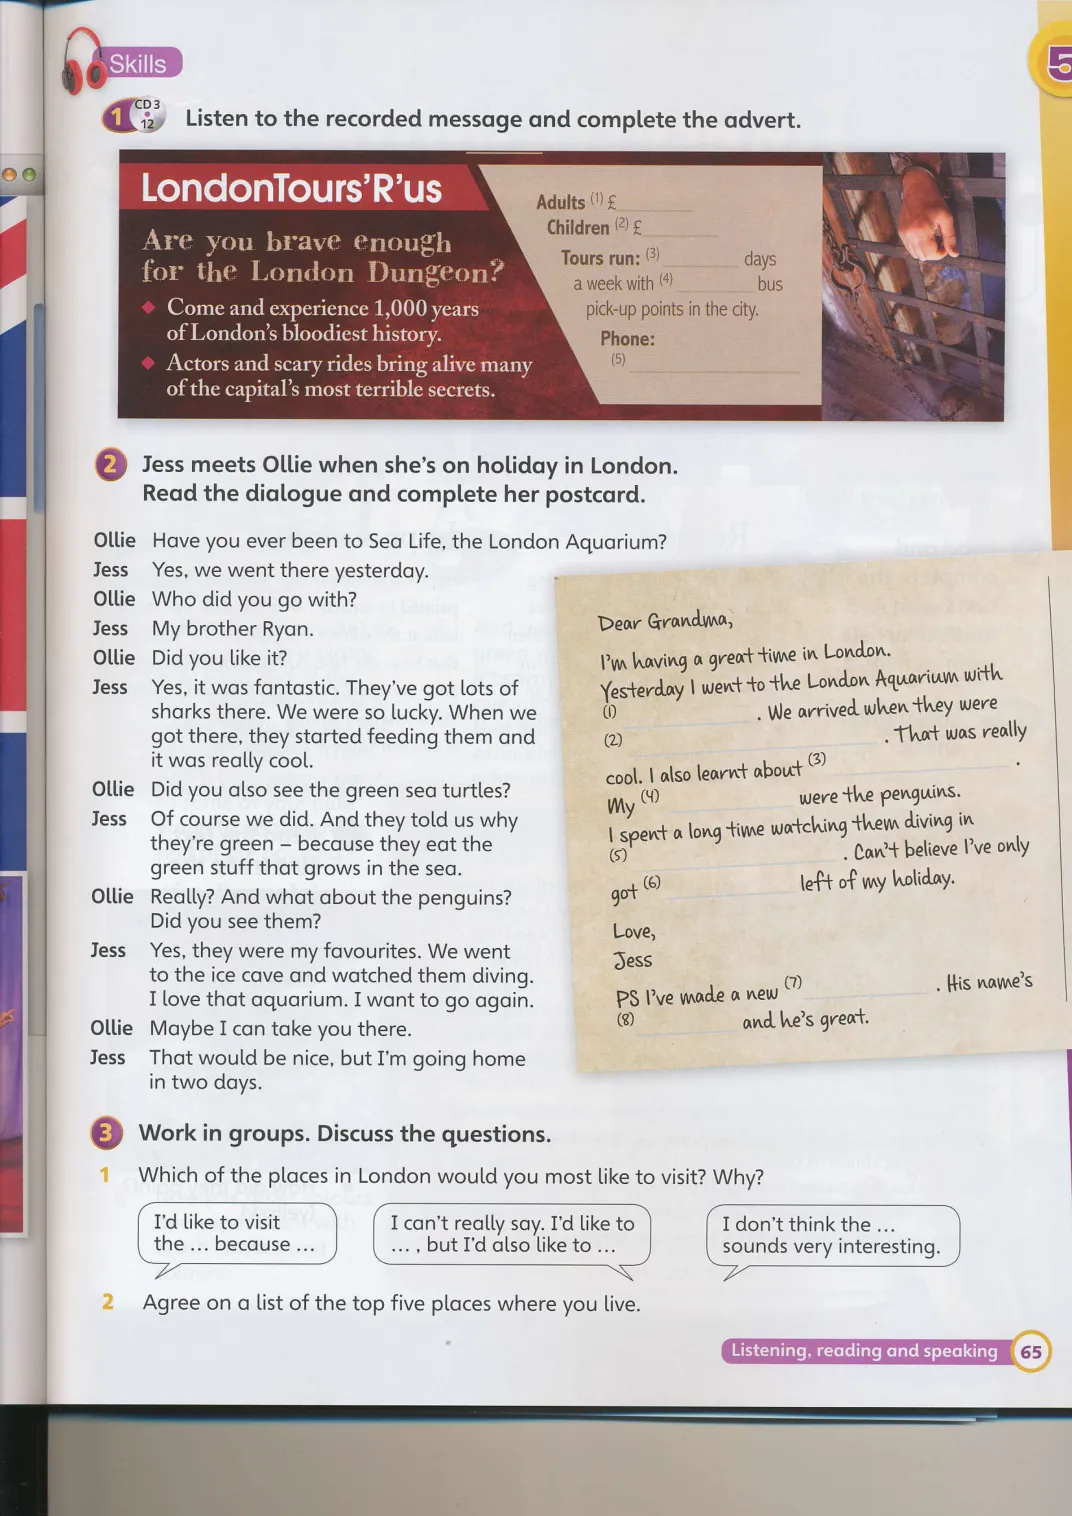 Skills
5
1 CD 3 12 Listen to the recorded message and complete the advert.
LondonTours'R'us
Are you brave enough
for the London Dungeon?
Come and experience 1,000 years
of London's bloodiest history.
Actors and scary rides bring alive many
of the capital's most terrible secrets.
Adults (1) £
Children (2) £
Tours run: (3) days
a week with (4) bus
pick-up points in the city.
Phone:
(5)
2 Jess meets Ollie when she's on holiday in London.
Read the dialogue and complete her postcard.
Ollie Have you ever been to Sea Life, the London Aquarium?
Jess Yes, we went there yesterday.
Ollie Who did you go with?
Jess My brother Ryan.
Ollie Did you like it?
Jess Yes, it was fantastic. They've got lots of
sharks there. We were so lucky. When we
got there, they started feeding them and
it was really cool.
Ollie Did you also see the green sea turtles?
Jess Of course we did. And they told us why
they're green – because they eat the
green stuff that grows in the sea.
Ollie Really? And what about the penguins?
Did you see them?
Jess Yes, they were my favourites. We went
to the ice cave and watched them diving.
I love that aquarium. I want to go again.
Ollie Maybe I can take you there.
Jess That would be nice, but I'm going home
in two days.
Dear Grandma,
I'm having a great time in London.
Yesterday I went to the London Aquarium with
(1) . We arrived when they were
(2) . That was really
cool. I also learnt about (3) .
My (4) were the penguins.
I spent a long time watching them diving in
(5) . Can't believe I've only
got (6) left of my holiday.
Love,
Jess
PS I've made a new (7) . His name's
(8) and he's great.
3 Work in groups. Discuss the questions.
1 Which of the places in London would you most like to visit? Why?
I'd like to visit
the ... because ...
I can't really say. I'd like to
... , but I'd also like to ...
I don't think the ...
sounds very interesting.
2 Agree on a list of the top five places where you live.
Listening, reading and speaking 65